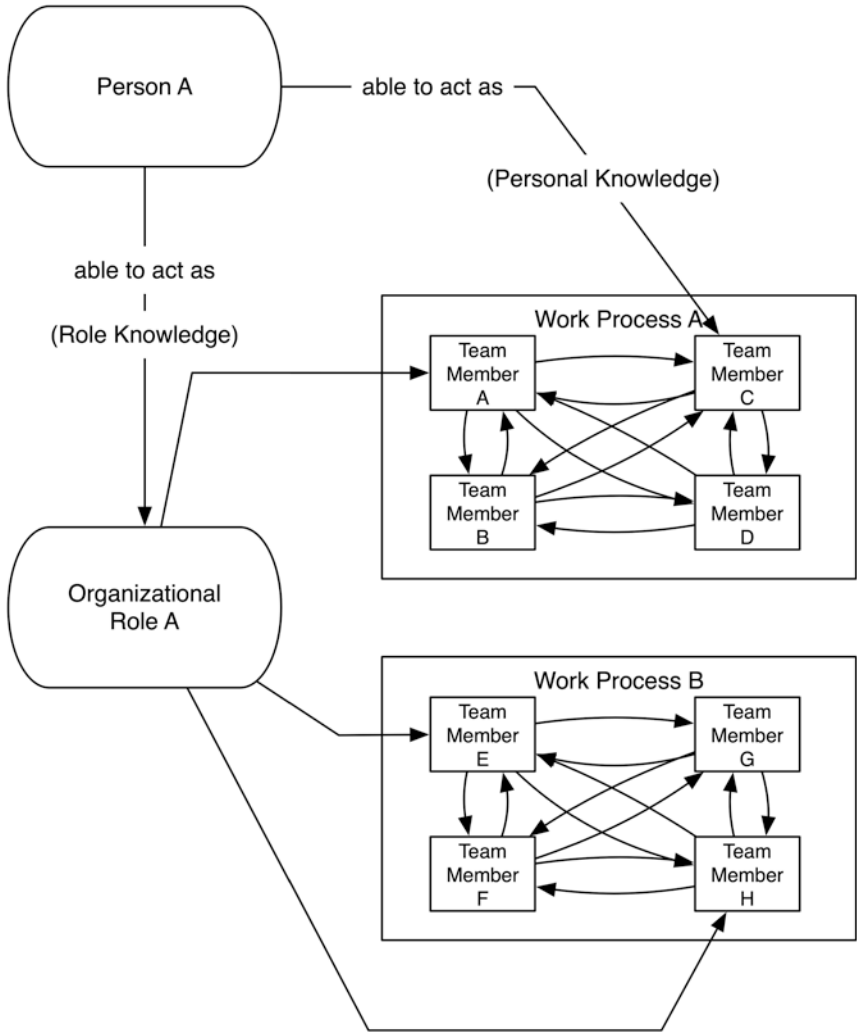 Person A
able to act as
(Personal Knowledge)
able to act as
(Role Knowledge)
Work Process A
Team
Member
A
Team
Member
C
Team
Member
B
Team
Member
D
Organizational
Role A
Work Process B
Team
Member
E
Team
Member
G
Team
Member
F
Team
Member
H